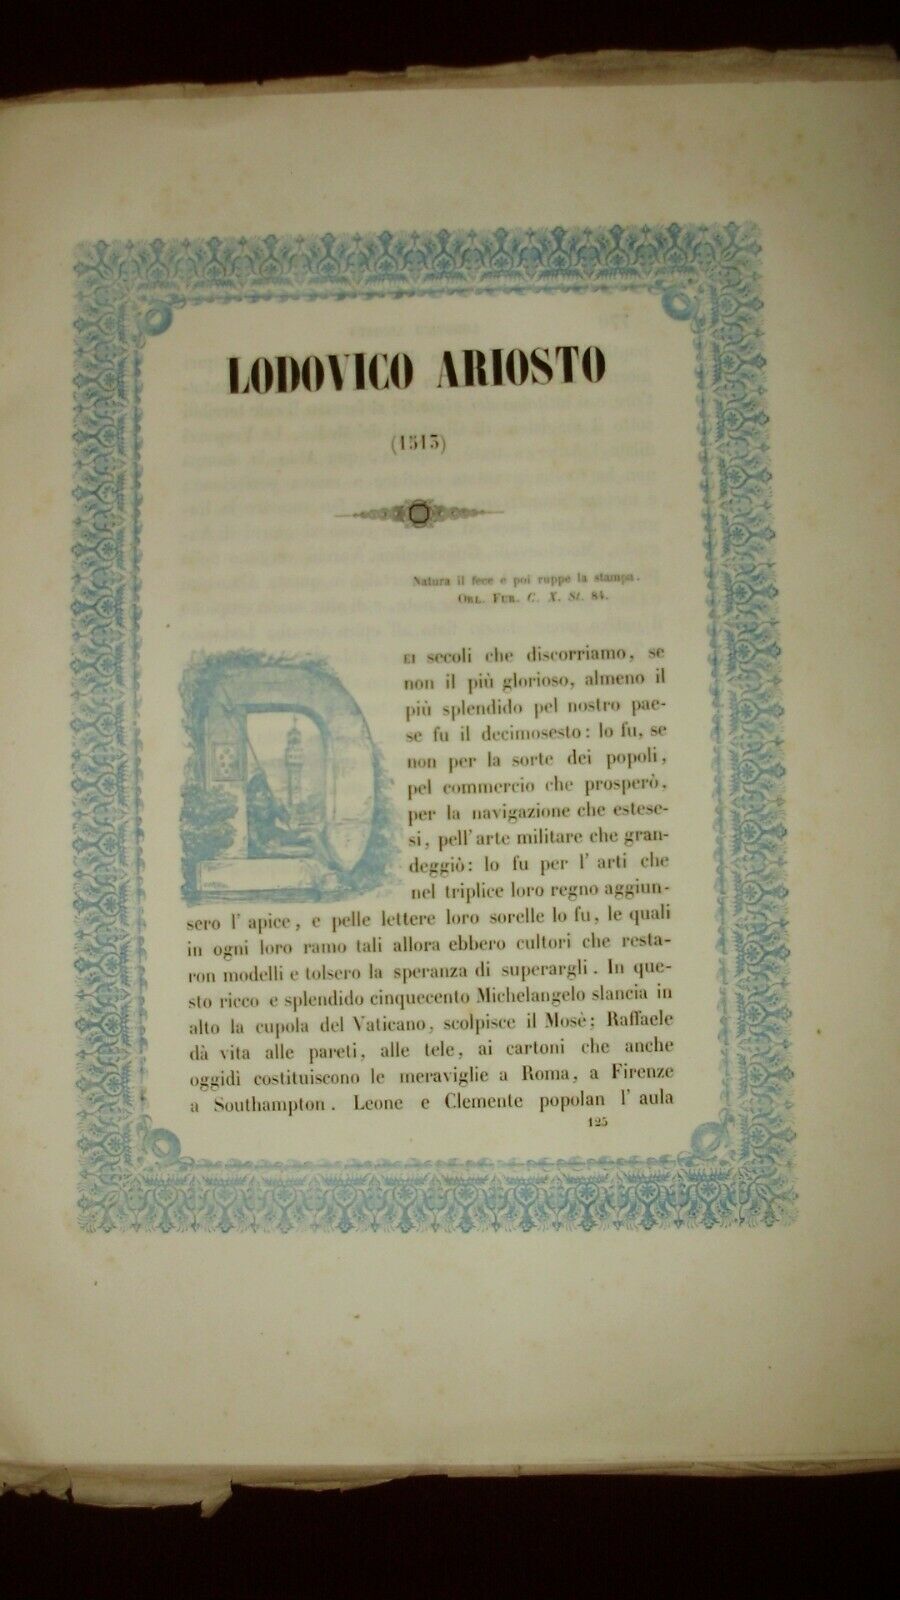 LODOVICO ARIOSTO
(1515)
Natura il fece e poi ruppe la stampa.
ORL. FUR. C. X. St. 84.
DEI secoli che discorriamo, se
non il più glorioso, almeno il
più splendido pel nostro pae-
se fu il decimosesto: lo fu, se
non per la sorte dei popoli,
pel commercio che prosperò,
per la navigazione che estese-
si, pell'arte militare che gran-
deggiò: lo fu per l'arti che
nel triplice loro regno aggiun-
sero l'apice, e pelle lettere loro sorelle lo fu, le quali
in ogni loro ramo tali allora ebbero cultori che resta-
ron modelli e tolsero la speranza di superargli. In que-
sto ricco e splendido cinquecento Michelangelo slancia in
alto la cupola del Vaticano, scolpisce il Mosè; Raffaele
dà vita alle pareti, alle tele, ai cartoni che anche
oggidì costituiscono le meraviglie a Roma, a Firenze
a Southampton. Leone e Clemente popolan l'aula
125